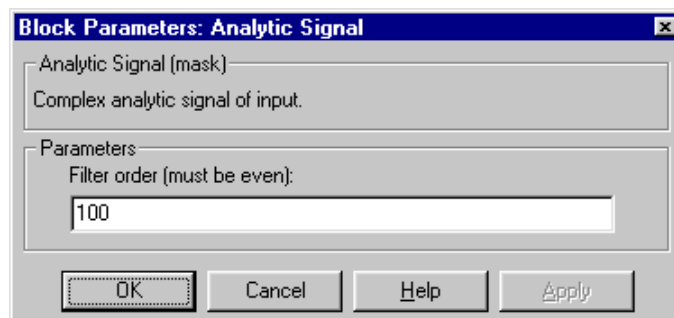 Block Parameters: Analytic Signal
Analytic Signal (mask)
Complex analytic signal of input.
Parameters
Filter order (must be even):
100
OK Cancel Help Apply